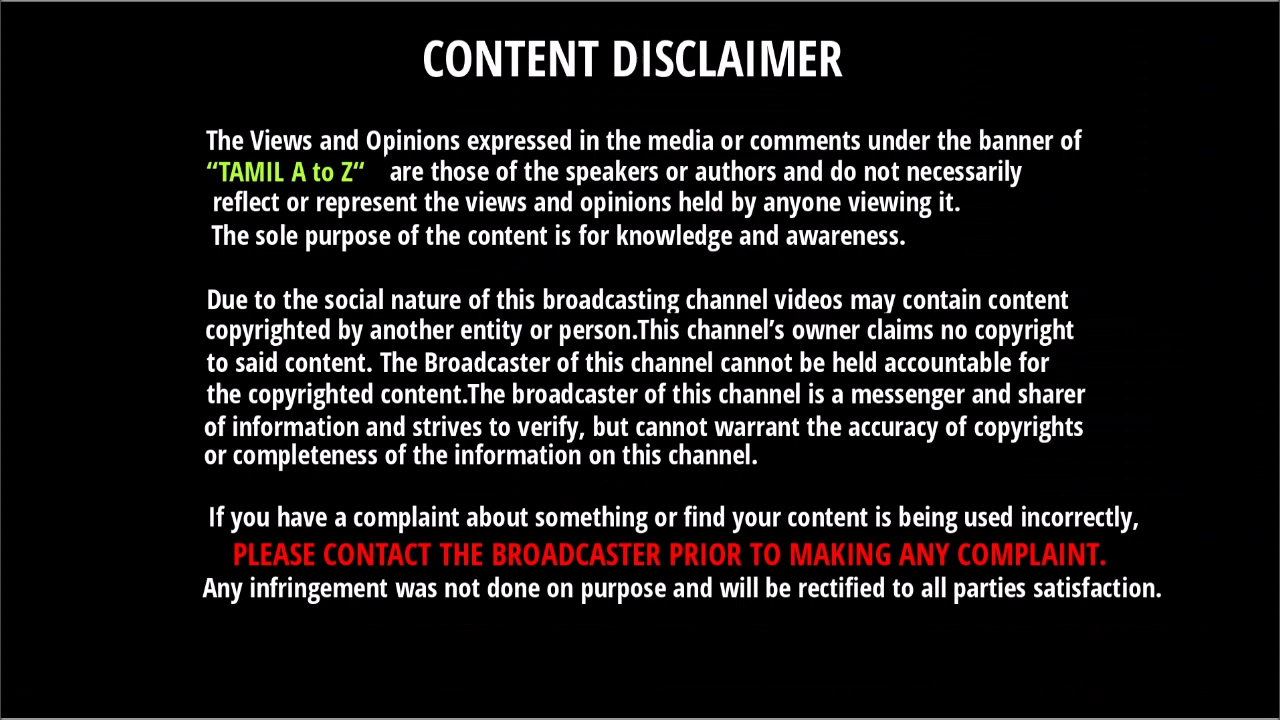 CONTENT DISCLAIMER
The Views and Opinions expressed in the media or comments under the banner of
“TAMIL A to Z“ are those of the speakers or authors and do not necessarily
reflect or represent the views and opinions held by anyone viewing it.
The sole purpose of the content is for knowledge and awareness.
Due to the social nature of this broadcasting channel videos may contain content
copyrighted by another entity or person.This channel’s owner claims no copyright
to said content. The Broadcaster of this channel cannot be held accountable for
the copyrighted content.The broadcaster of this channel is a messenger and sharer
of information and strives to verify, but cannot warrant the accuracy of copyrights
or completeness of the information on this channel.
If you have a complaint about something or find your content is being used incorrectly,
PLEASE CONTACT THE BROADCASTER PRIOR TO MAKING ANY COMPLAINT.
Any infringement was not done on purpose and will be rectified to all parties satisfaction.